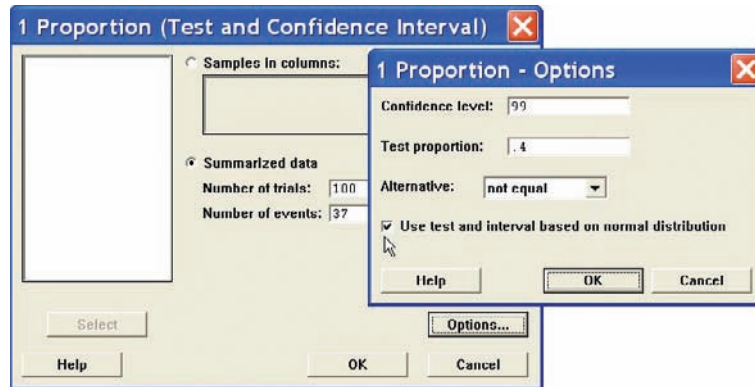 1 Proportion (Test and Confidence Interval)
Samples in columns:
Summarized data
Number of trials: 100
Number of events: 37
Select
Options...
Help
OK
Cancel
1 Proportion - Options
Confidence level: 99
Test proportion: .4
Alternative: not equal
Use test and interval based on normal distribution
Help
OK
Cancel